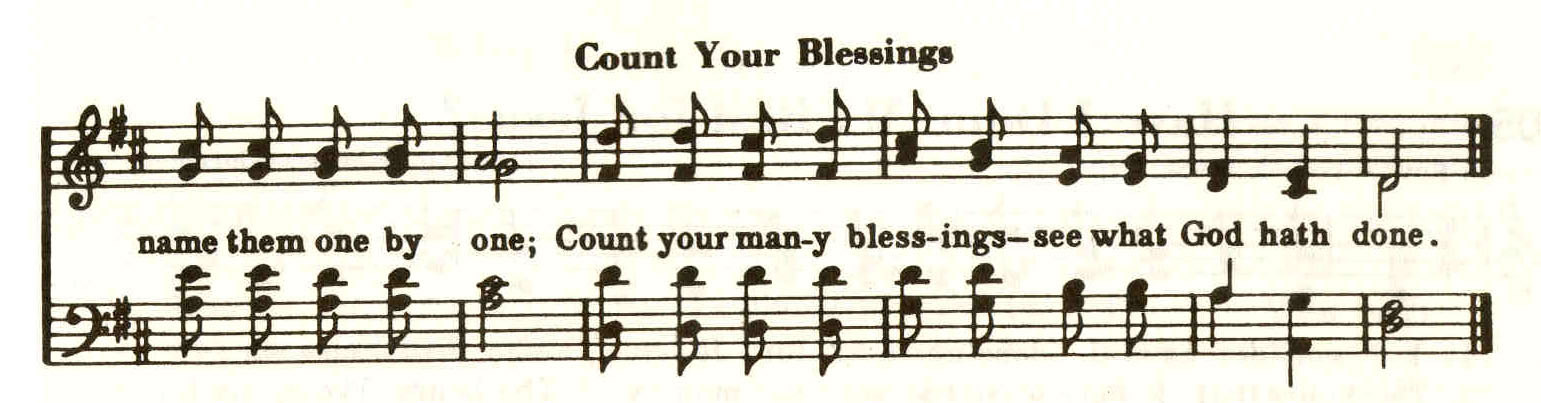 Count Your Blessings
name them one by one; Count your man-y bless-ings—see what God hath done.